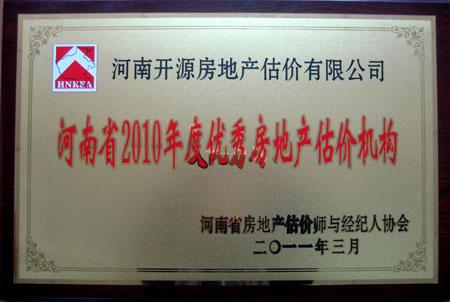 河南开源房地产估价有限公司
HNREAA
河南省2010年度优秀房地产估价机构
河南省房地产估价师与经纪人协会
二〇一一年三月